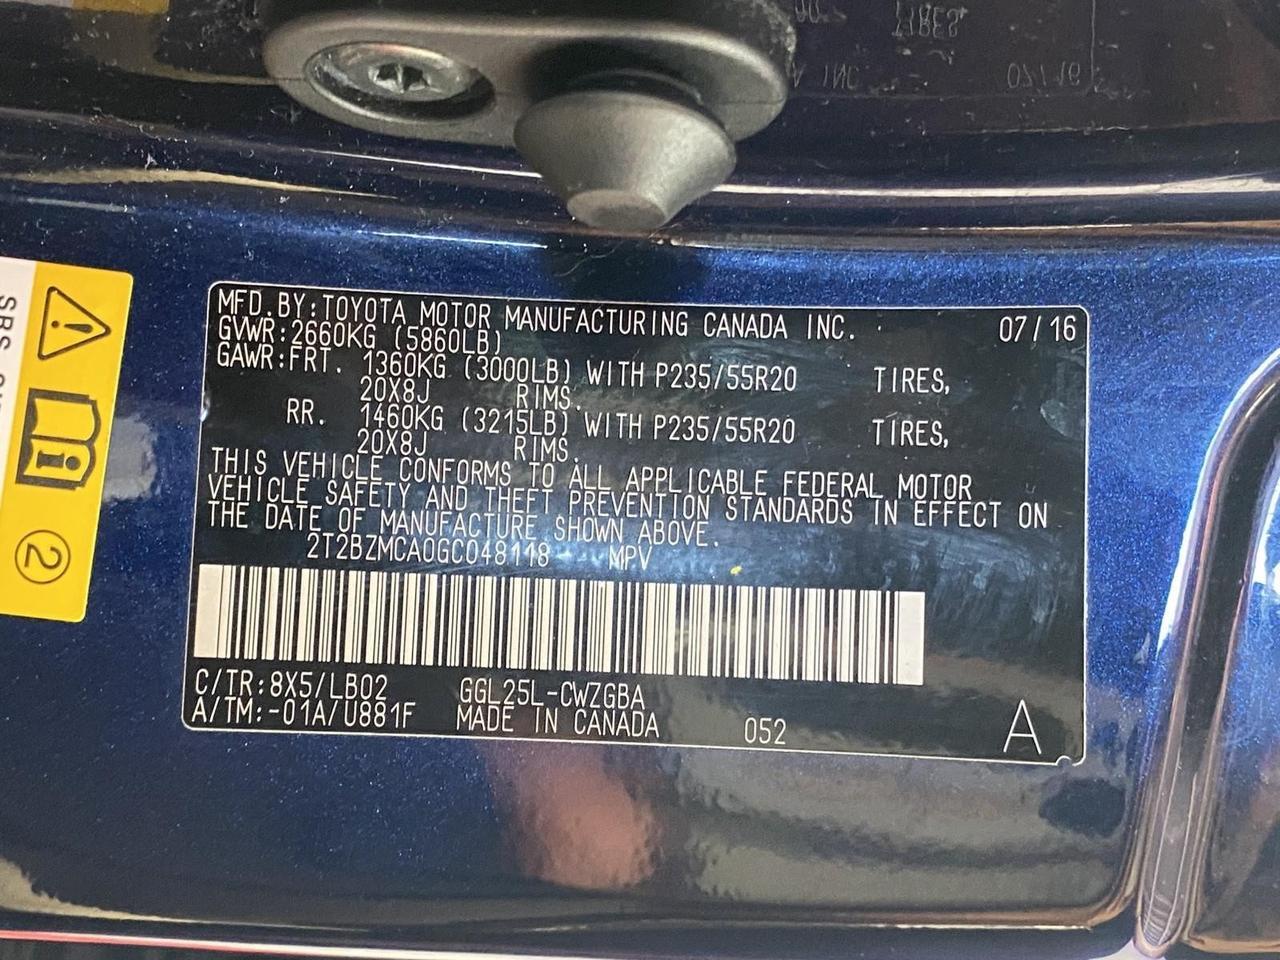 MFD. BY:TOYOTA MOTOR MANUFACTURING CANADA INC. 07/16
GVWR:2660KG (5860LB)
GAWR:FRT. 1360KG (3000LB) WITH P235/55R20 TIRES,
20X8J RIMS.
RR. 1460KG (3215LB) WITH P235/55R20 TIRES,
20X8J RIMS.
THIS VEHICLE CONFORMS TO ALL APPLICABLE FEDERAL MOTOR
VEHICLE SAFETY AND THEFT PREVENTION STANDARDS IN EFFECT ON
THE DATE OF MANUFACTURE SHOWN ABOVE.
2T2BZMCA0GC048118 MPV
C/TR:8X5/LB02 GGL25L-CWZGBA
A/TM:-01A/U881F MADE IN CANADA 052 A
2